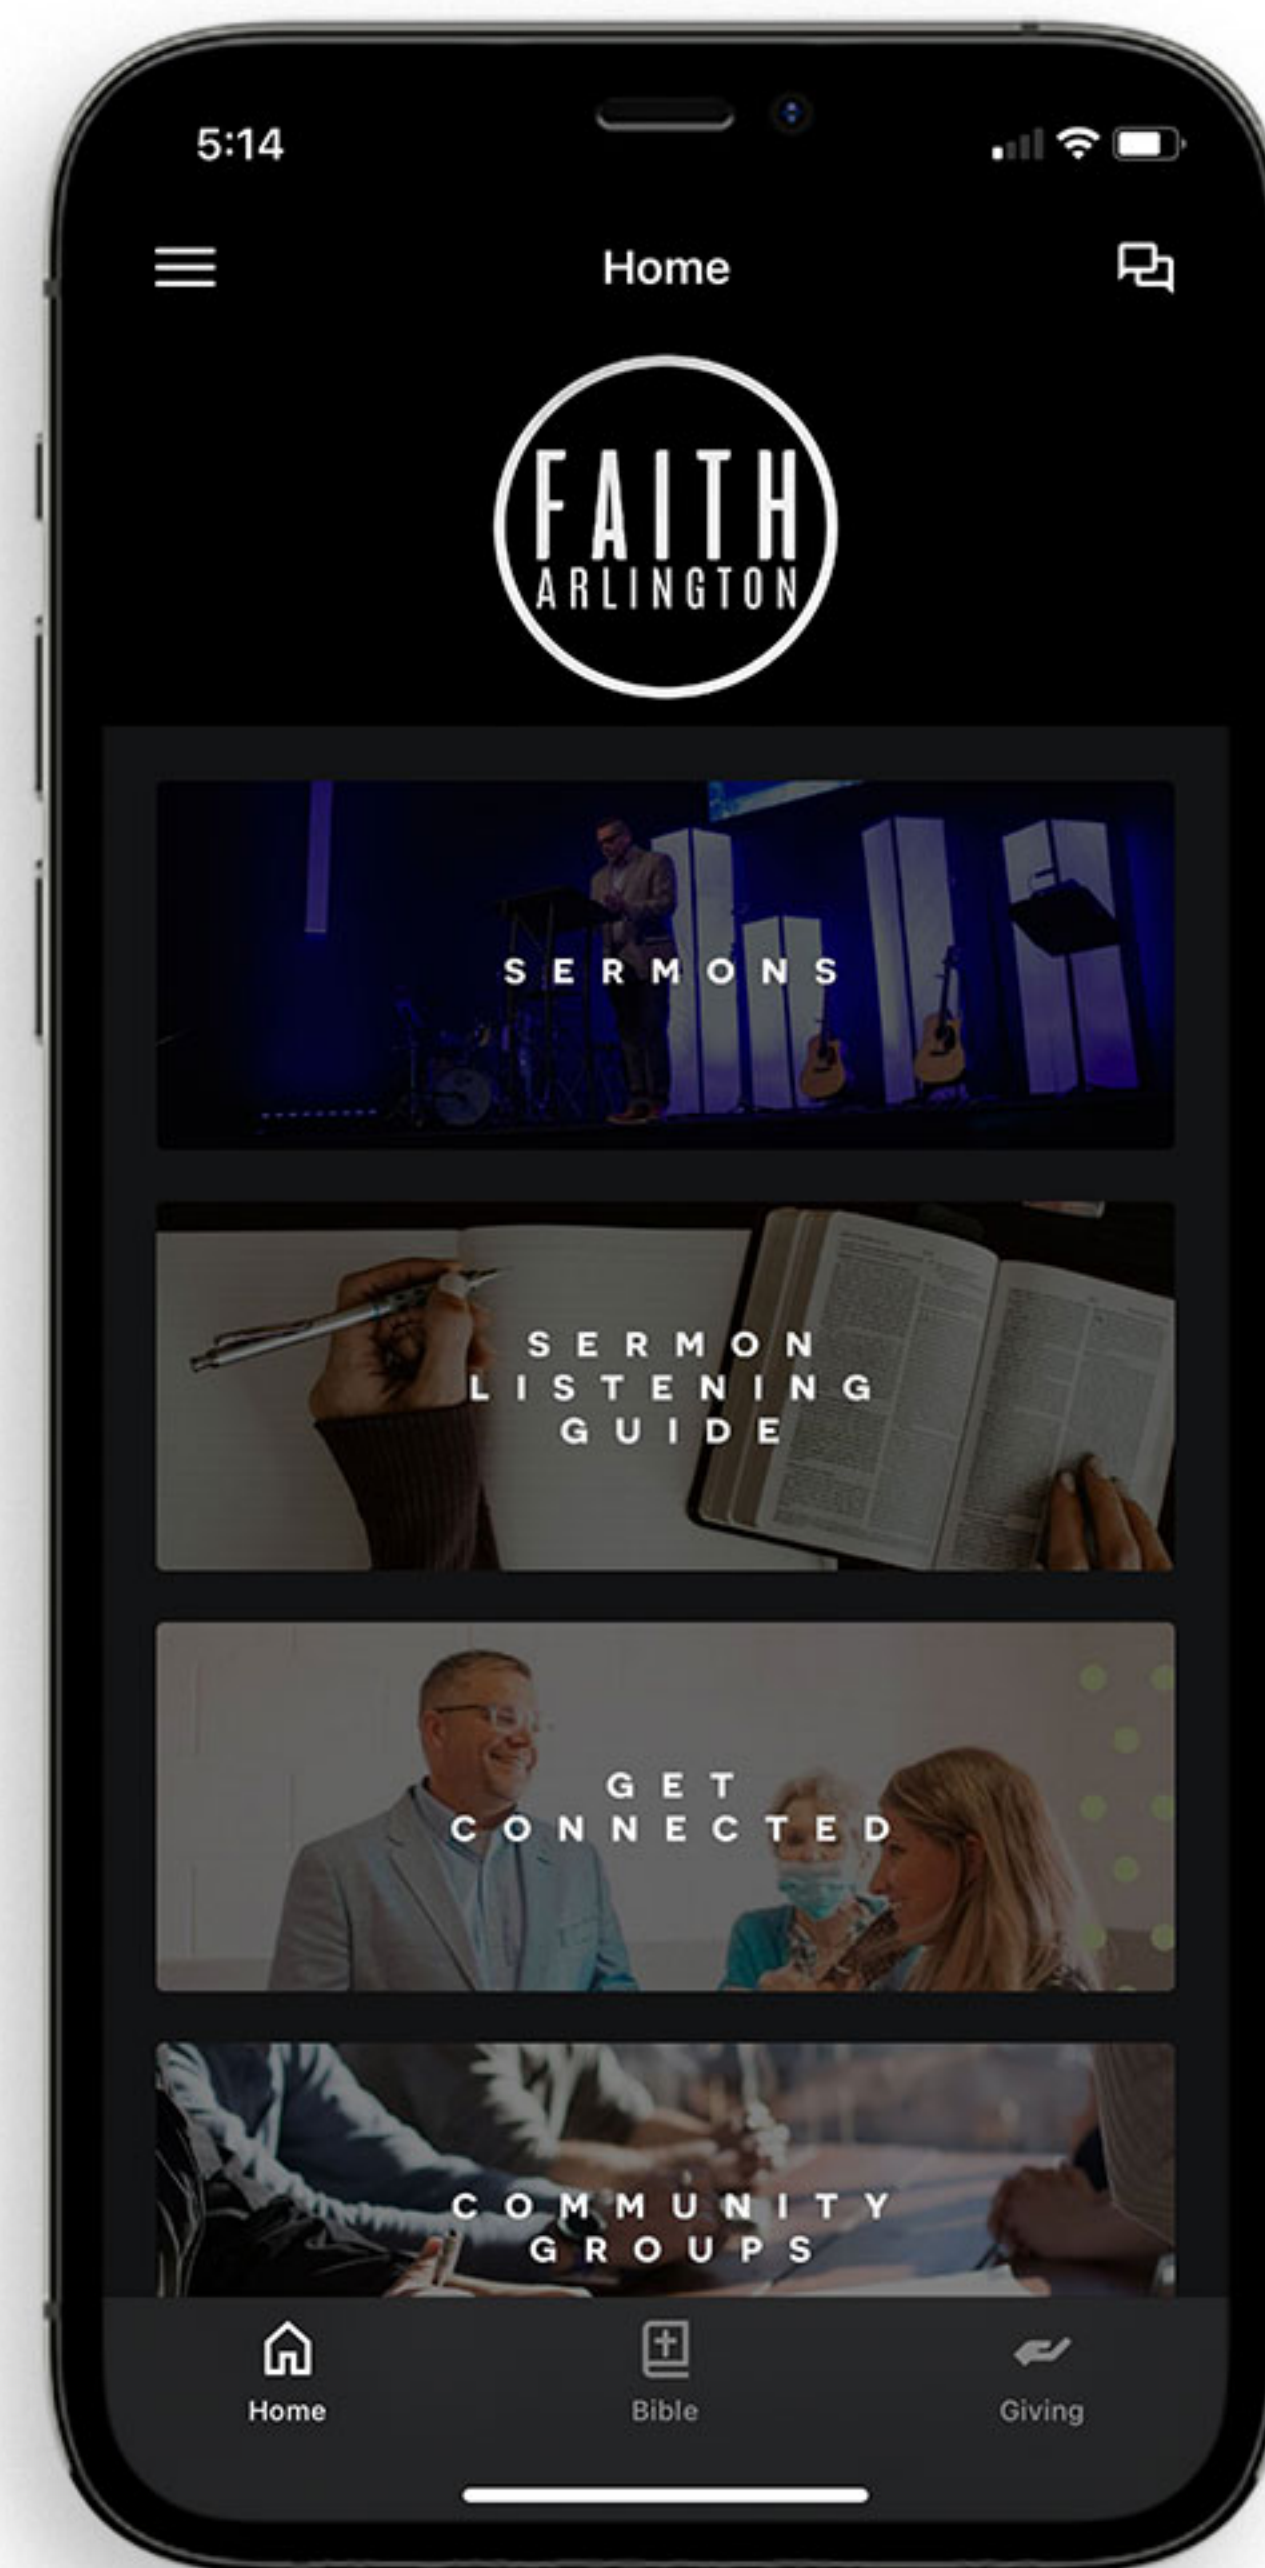 5:14
Home
FAITH
ARLINGTON
SERMONS
SERMON
LISTENING
GUIDE
GET
CONNECTED
COMMUNITY
GROUPS
Home
Bible
Giving